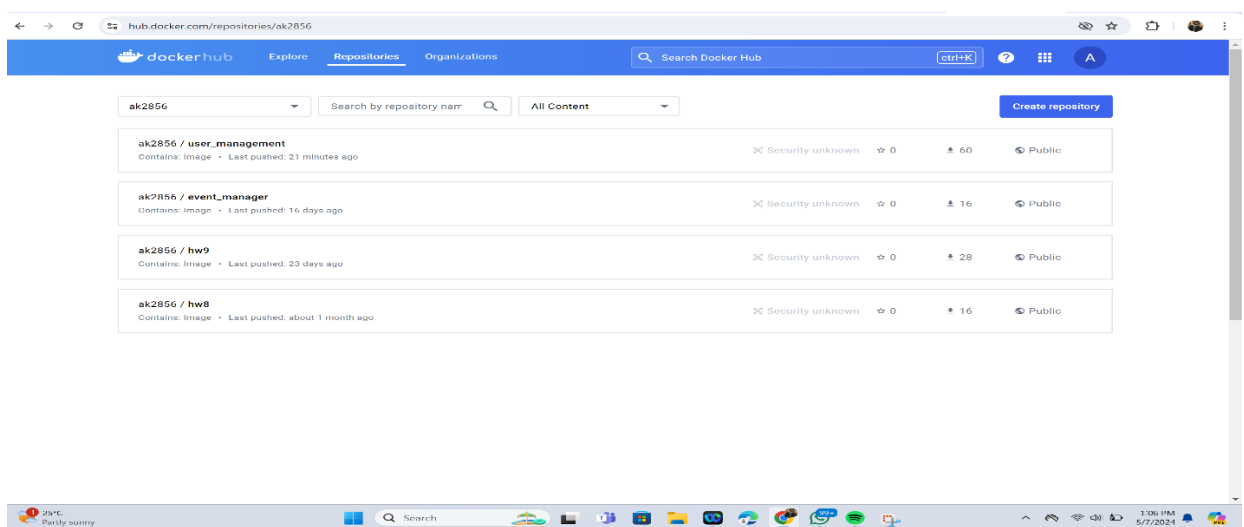 hub.docker.com/repositories/ak2856
dockerhub Explore Repositories Organizations Search Docker Hub ctrl+K ? A
ak2856 Search by repository nam All Content Create repository
ak2856 / user_management
Contains: Image • Last pushed: 21 minutes ago
Security unknown 0 60 Public
ak2856 / event_manager
Contains: Image • Last pushed: 16 days ago
Security unknown 0 16 Public
ak2856 / hw9
Contains: Image • Last pushed: 23 days ago
Security unknown 0 28 Public
ak2856 / hw8
Contains: Image • Last pushed: about 1 month ago
Security unknown 0 16 Public
1 25°C
Partly sunny
Search
99+
1:06 PM
5/7/2024